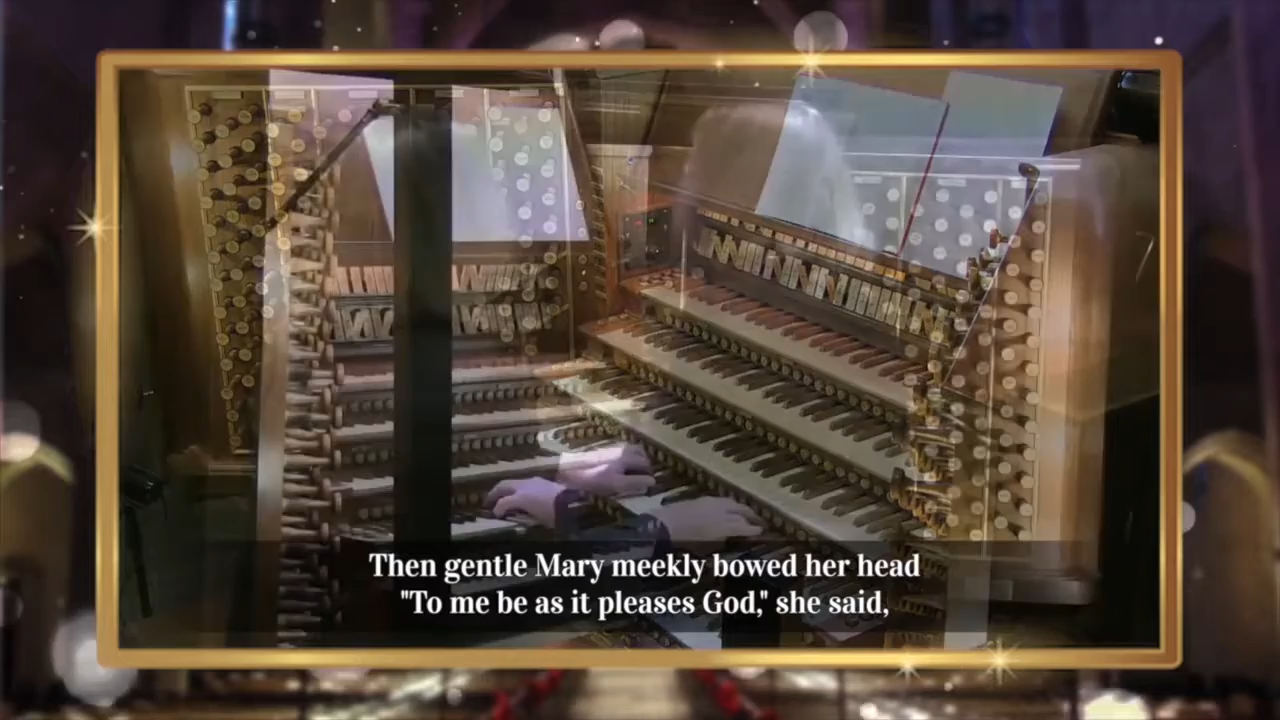 Then gentle Mary meekly bowed her head
"To me be as it pleases God," she said,